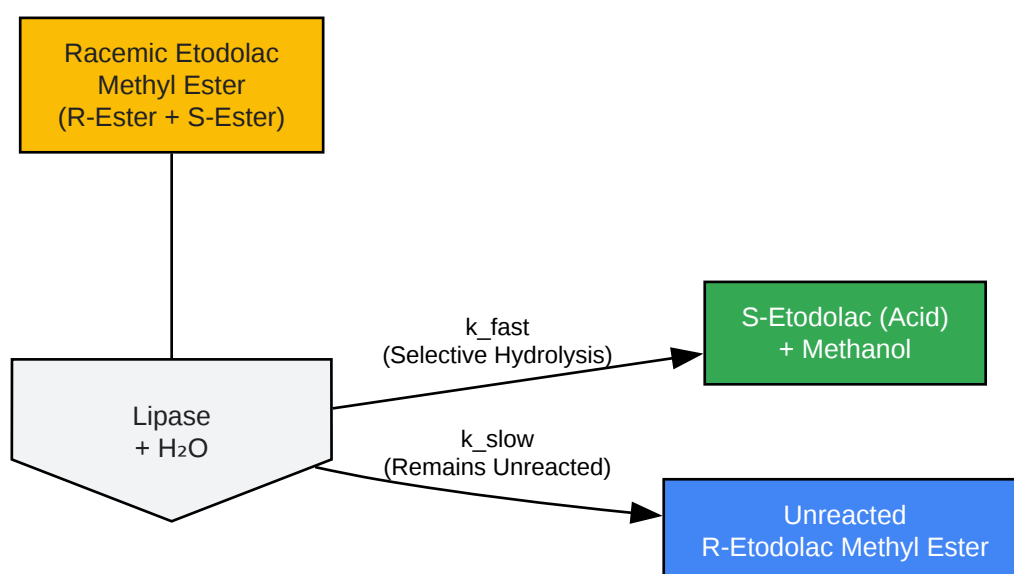 Racemic Etodolac
Methyl Ester
(R-Ester + S-Ester)
k_fast
(Selective Hydrolysis)
S-Etodolac (Acid)
+ Methanol
Lipase
+ H₂O
k_slow
(Remains Unreacted)
Unreacted
R-Etodolac Methyl Ester